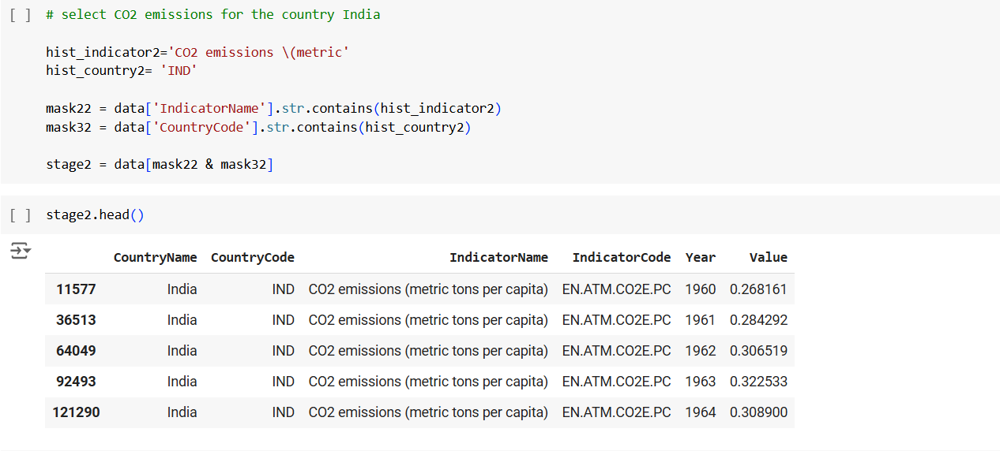 [ ] # select CO2 emissions for the country India
hist_indicator2='CO2 emissions \(metric'
hist_country2= 'IND'
mask22 = data['IndicatorName'].str.contains(hist_indicator2)
mask32 = data['CountryCode'].str.contains(hist_country2)
stage2 = data[mask22 & mask32]
[ ] stage2.head()
CountryName CountryCode IndicatorName IndicatorCode Year Value
11577 India IND CO2 emissions (metric tons per capita) EN.ATM.CO2E.PC 1960 0.268161
36513 India IND CO2 emissions (metric tons per capita) EN.ATM.CO2E.PC 1961 0.284292
64049 India IND CO2 emissions (metric tons per capita) EN.ATM.CO2E.PC 1962 0.306519
92493 India IND CO2 emissions (metric tons per capita) EN.ATM.CO2E.PC 1963 0.322533
121290 India IND CO2 emissions (metric tons per capita) EN.ATM.CO2E.PC 1964 0.308900